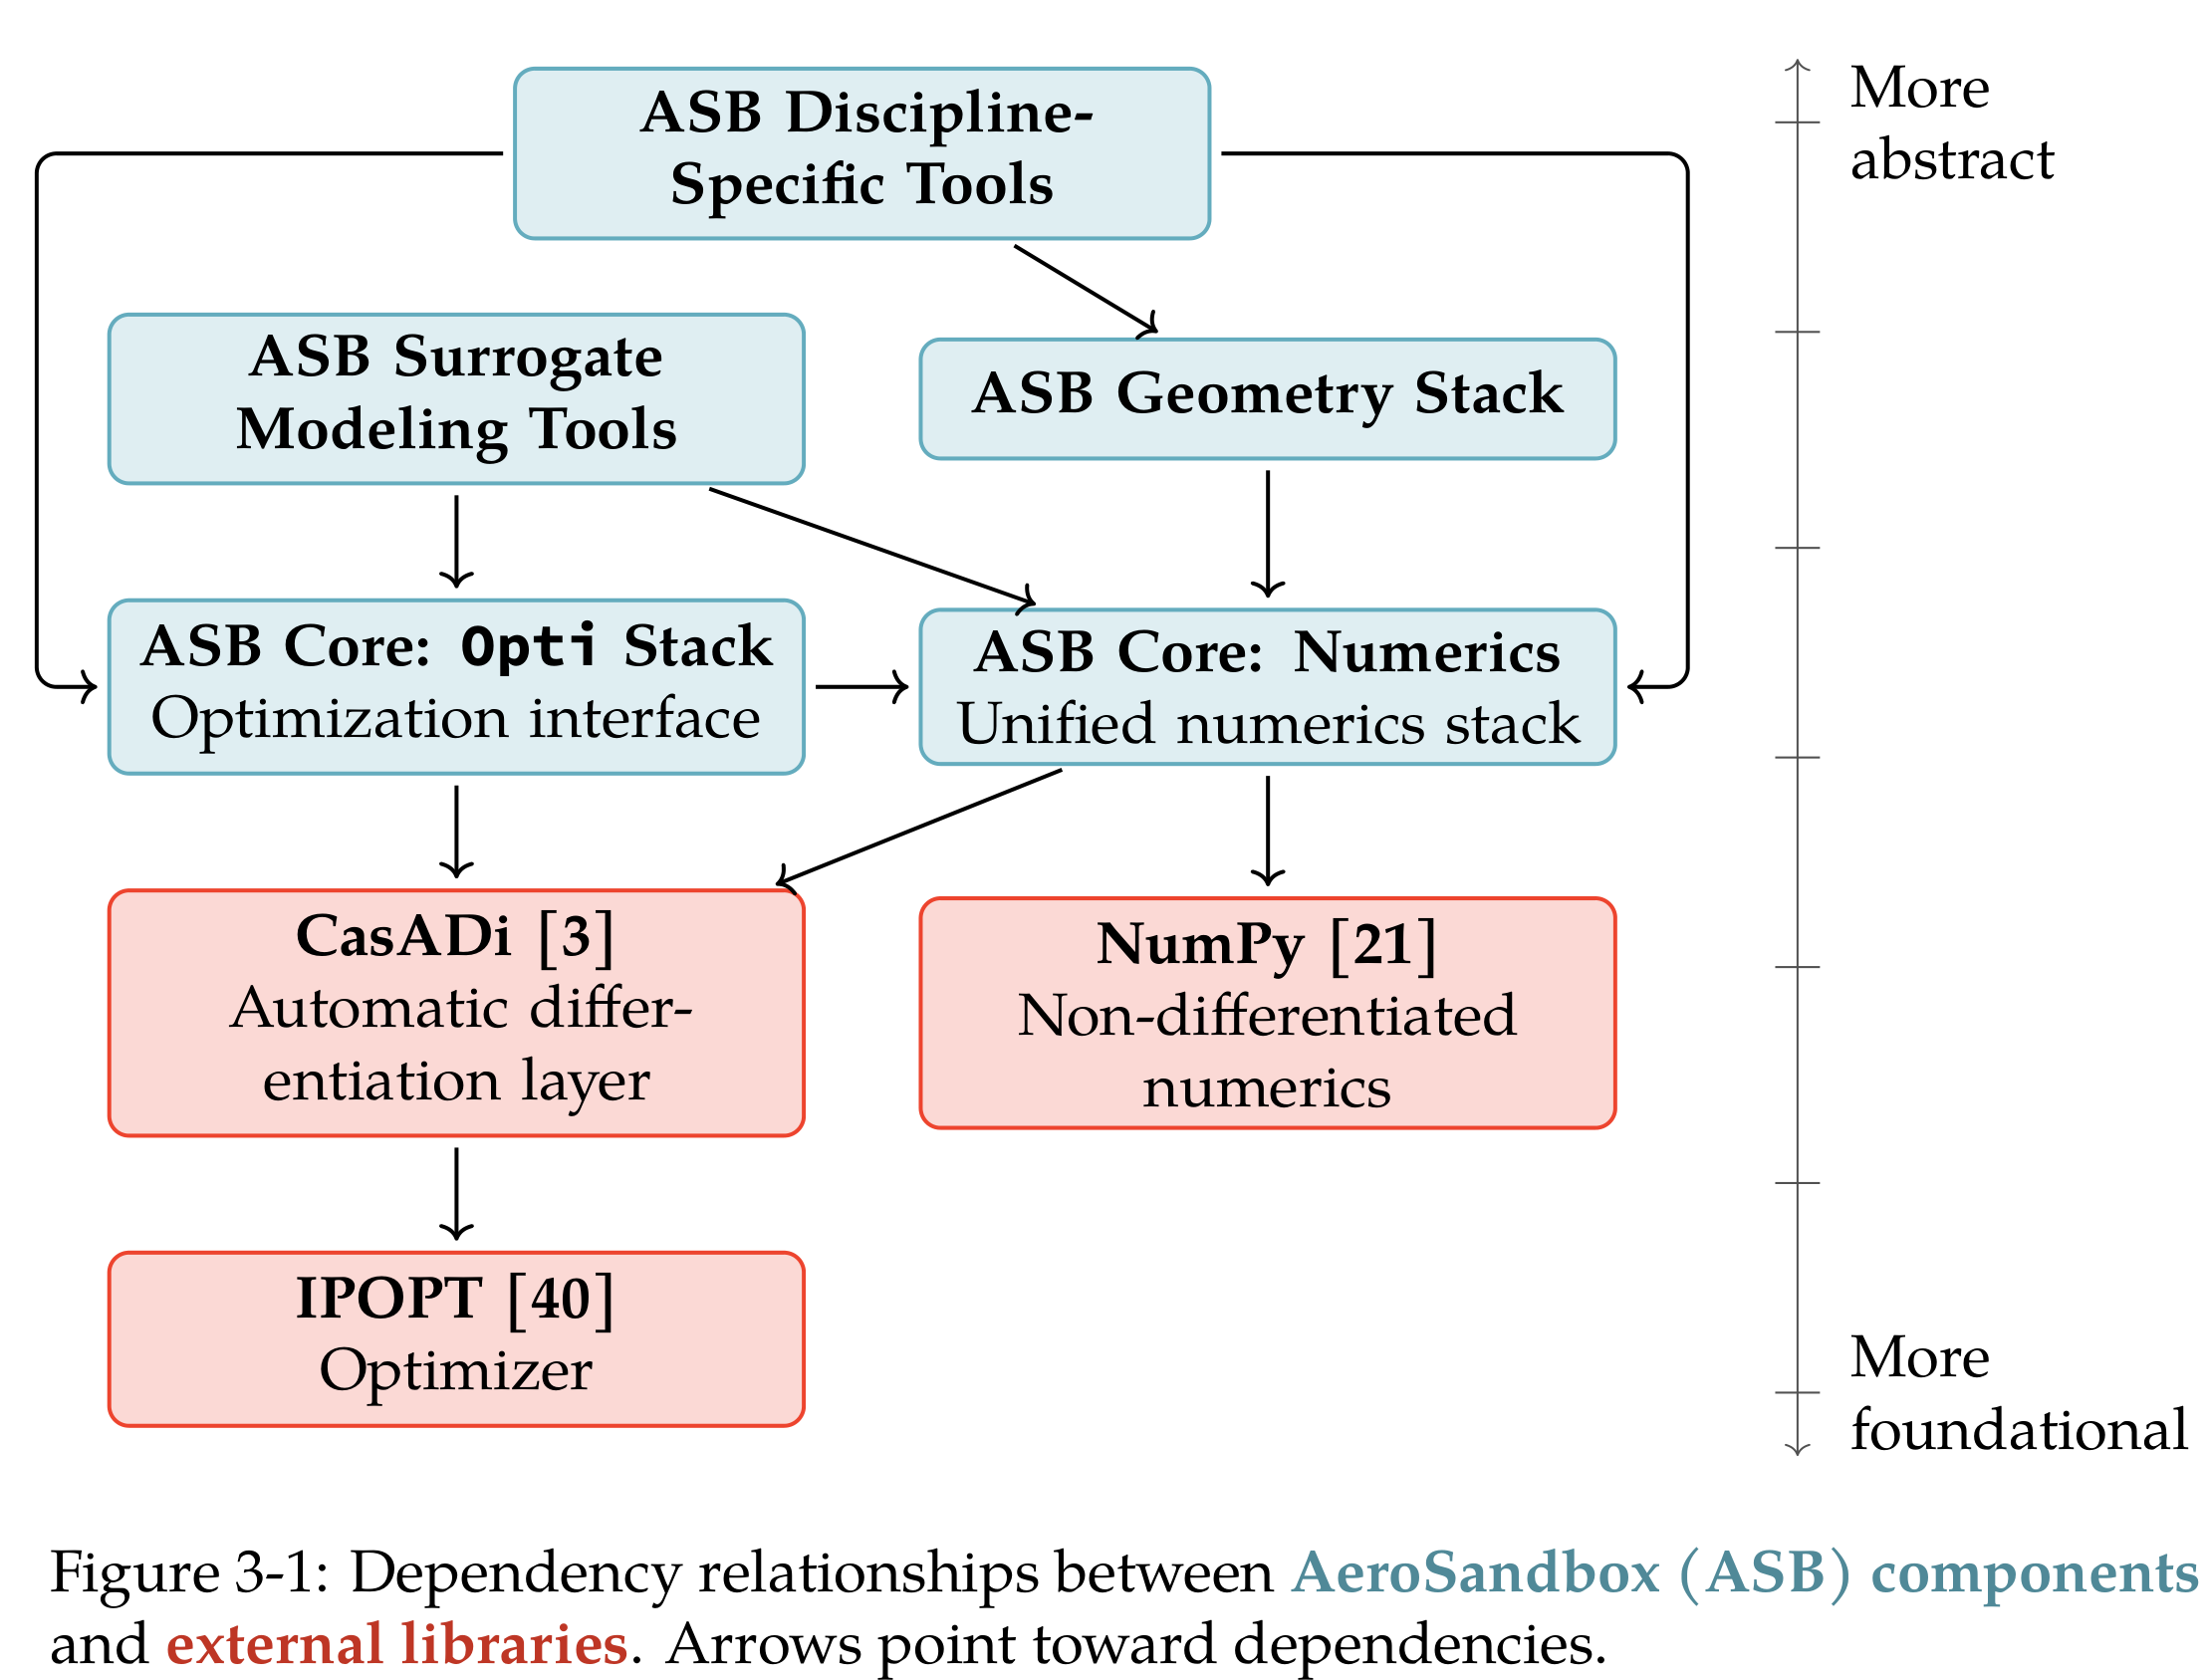 ASB Discipline-
Specific Tools
More
abstract
ASB Surrogate
Modeling Tools
ASB Geometry Stack
ASB Core: Opti Stack
Optimization interface
ASB Core: Numerics
Unified numerics stack
CasADi [3]
Automatic differ-
entiation layer
NumPy [21]
Non-differentiated
numerics
IPOPT [40]
Optimizer
More
foundational
Figure 3-1: Dependency relationships between AeroSandbox (ASB) components
and external libraries. Arrows point toward dependencies.